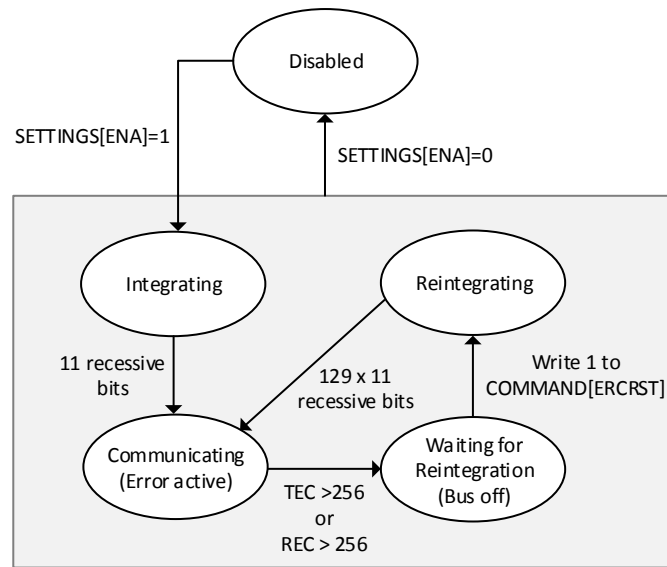 Disabled
SETTINGS[ENA]=1
SETTINGS[ENA]=0
Integrating
Reintegrating
11 recessive
bits
129 x 11
recessive bits
Write 1 to
COMMAND[ERCRST]
Communicating
(Error active)
TEC >256
or
REC > 256
Waiting for
Reintegration
(Bus off)